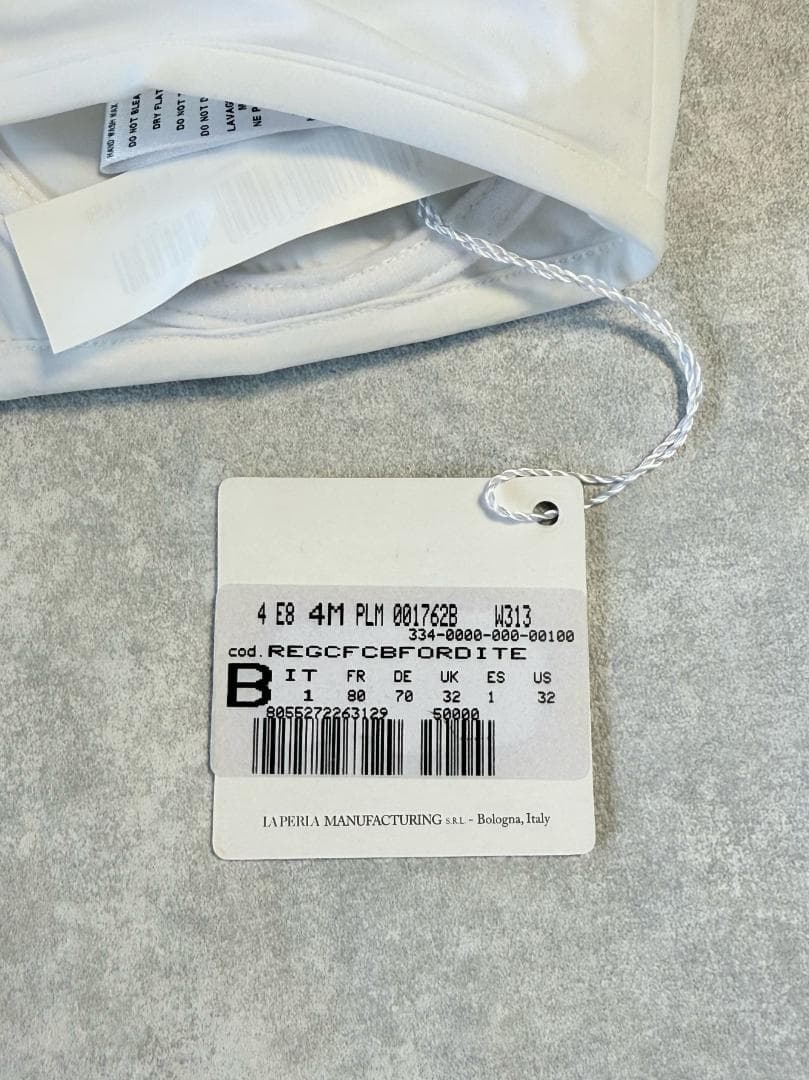 HAND WASH MAX
DO NOT BLEA
DRY FLAT
DO NOT T
DO NOT D
LAVAG
NE P
4 E8 4M PLM 001762B W313
334-0000-000-00100
cod. REGCFCBFORDITE
B IT FR DE UK ES US
1 80 70 32 1 32
8055272263129 50000
LA PERLA MANUFACTURING S.R.L. - Bologna, Italy